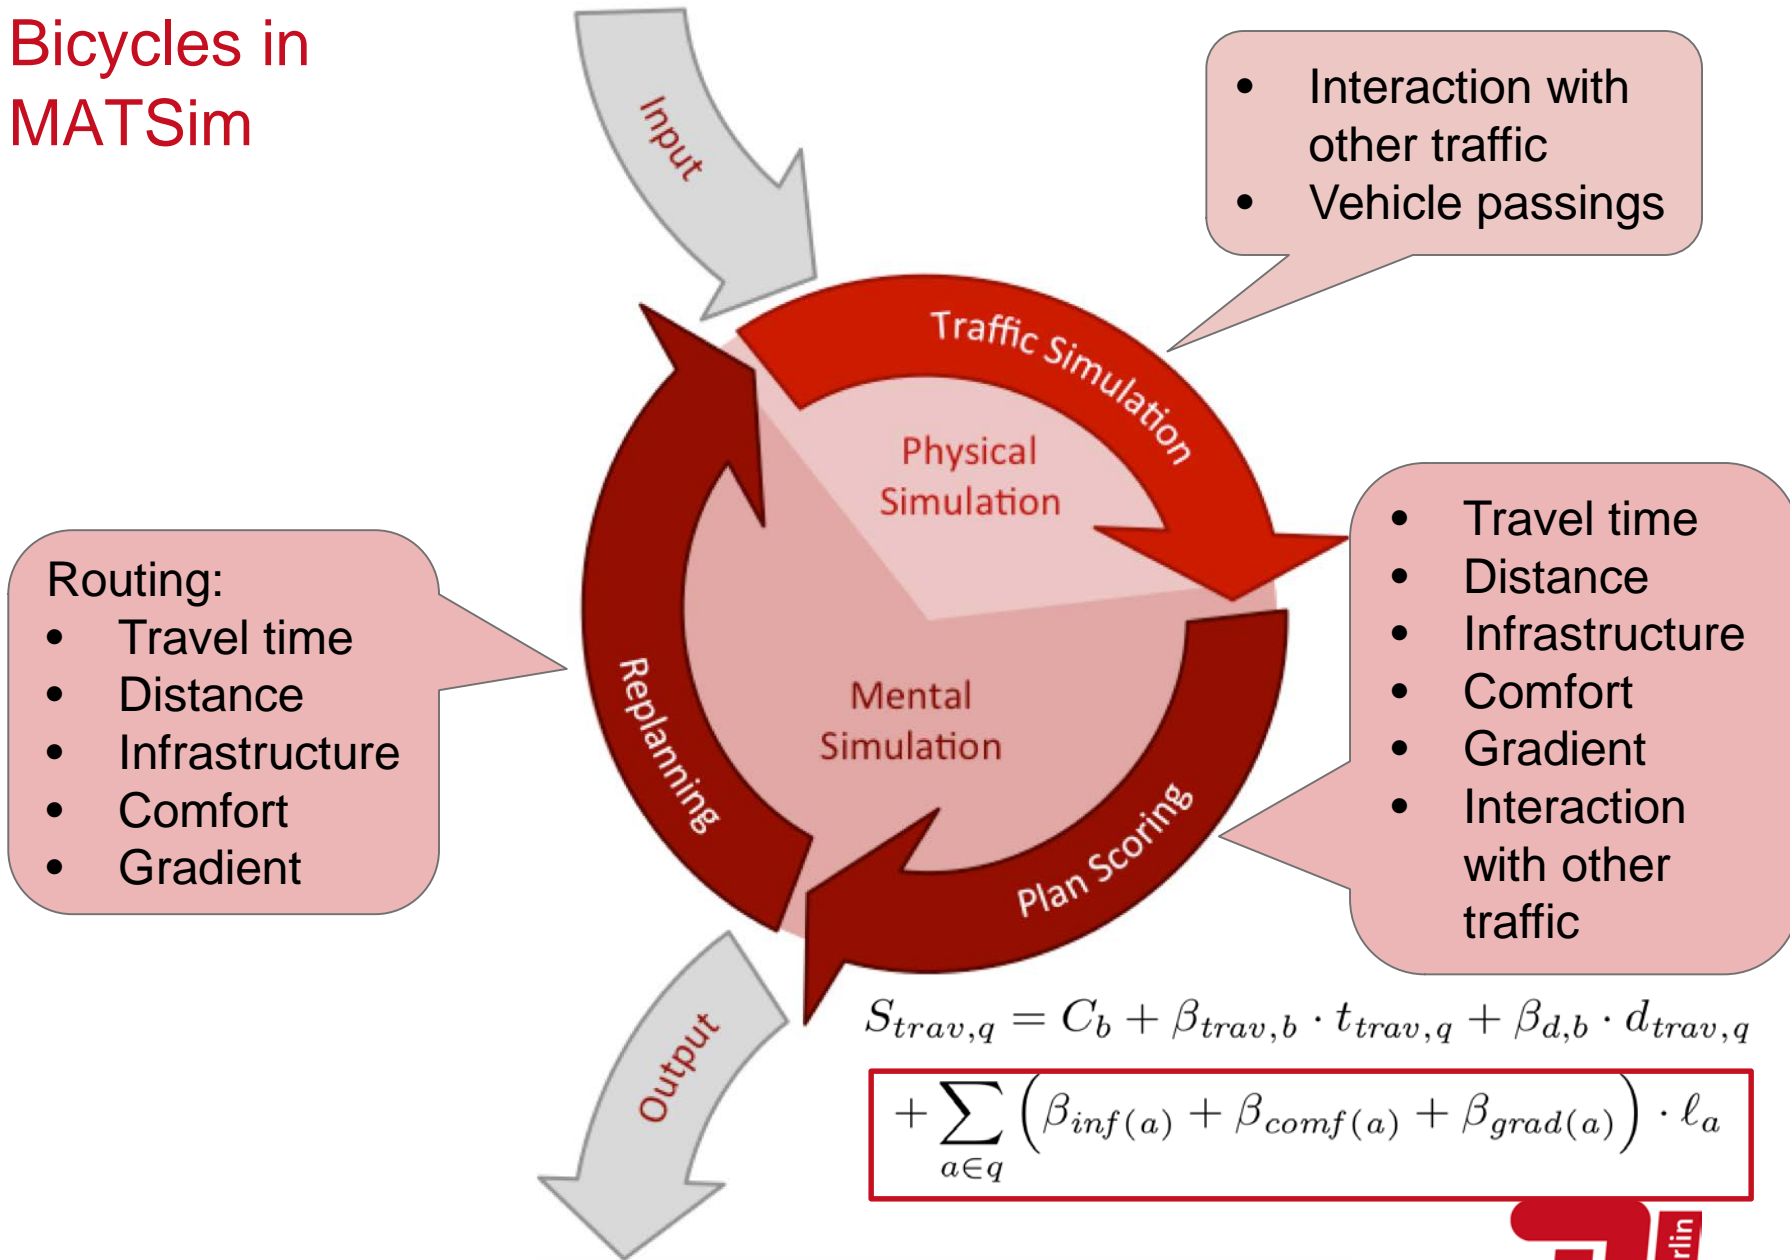 Bicycles in
MATSim
Input
• Interaction with
other traffic
• Vehicle passings
Traffic Simulation
Physical
Simulation
Routing:
• Travel time
• Distance
• Infrastructure
• Comfort
• Gradient
Replanning
Mental
Simulation
Plan Scoring
• Travel time
• Distance
• Infrastructure
• Comfort
• Gradient
• Interaction
with other
traffic
Output
S_{trav,q} = C_b + β_{trav,b} · t_{trav,q} + β_{d,b} · d_{trav,q}
+ ∑_{a∈q} (β_{inf(a)} + β_{comf(a)} + β_{grad(a)}) · ℓ_a
rlin